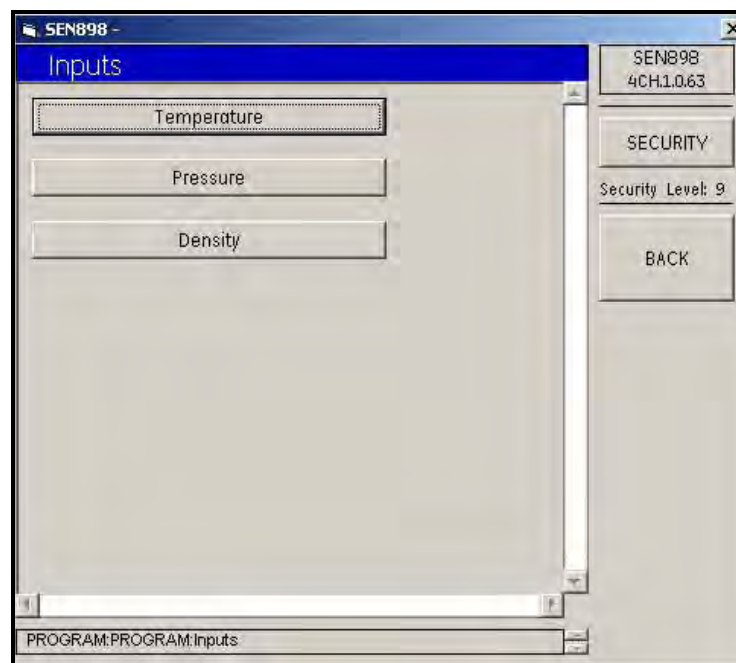 SEN898 -
Inputs
Temperature
Pressure
Density
SEN898
4CH.1.0.63
SECURITY
Security Level: 9
BACK
PROGRAM:PROGRAM:Inputs